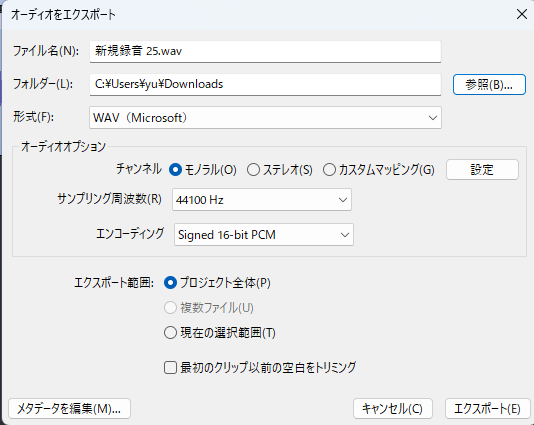 オーディオをエクスポート
ファイル名(N): 新規録音 25.wav
フォルダー(L): C:¥Users¥yu¥Downloads 参照(B)...
形式(F): WAV（Microsoft）
オーディオオプション
チャンネル モノラル(O) ステレオ(S) カスタムマッピング(G) 設定
サンプリング周波数(R) 44100 Hz
エンコーディング Signed 16-bit PCM
エクスポート範囲: プロジェクト全体(P)
複数ファイル(U)
現在の選択範囲(T)
最初のクリップ以前の空白をトリミング
メタデータを編集(M)... キャンセル(C) エクスポート(E)